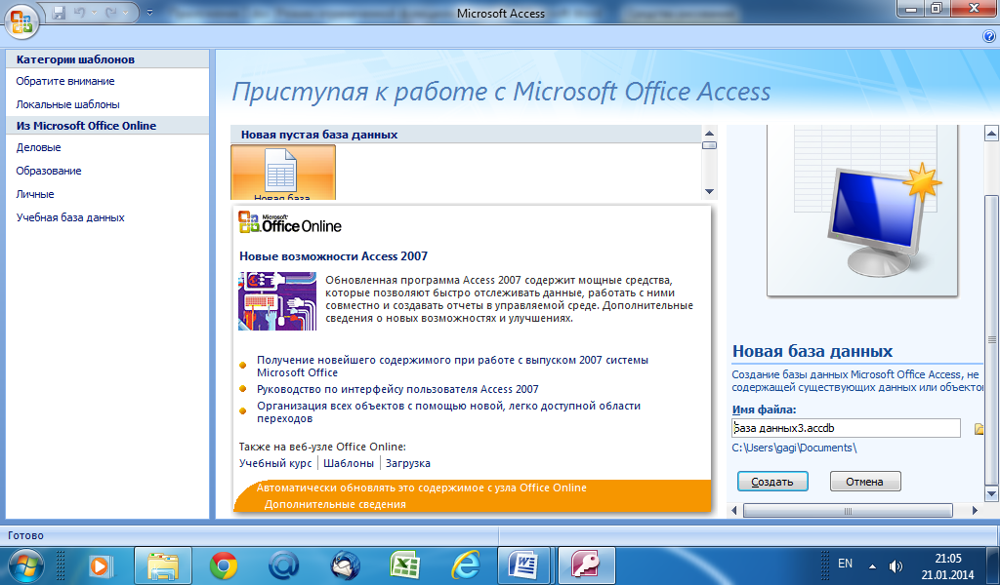 Microsoft Access
Категории шаблонов
Обратите внимание
Локальные шаблоны
Из Microsoft Office Online
Деловые
Образование
Личные
Учебная база данных
Приступая к работе с Microsoft Office Access
Новая пустая база данных
Новая база
Microsoft
Office Online
Новые возможности Access 2007
Обновленная программа Access 2007 содержит мощные средства,
которые позволяют быстро отслеживать данные, работать с ними
совместно и создавать отчеты в управляемой среде. Дополнительные
сведения о новых возможностях и улучшениях.
Получение новейшего содержимого при работе с выпуском 2007 системы
Microsoft Office
Руководство по интерфейсу пользователя Access 2007
Организация всех объектов с помощью новой, легко доступной области
переходов
Также на веб-узле Office Online:
Учебный курс | Шаблоны | Загрузка
Автоматически обновлять это содержимое с узла Office Online
Дополнительные сведения
Новая база данных
Создание базы данных Microsoft Office Access, не
содержащей существующих данных или объектов
Имя файла:
База данных3.accdb
C:\Users\gagi\Documents\
Создать
Отмена
Готово
EN
21:05
21.01.2014